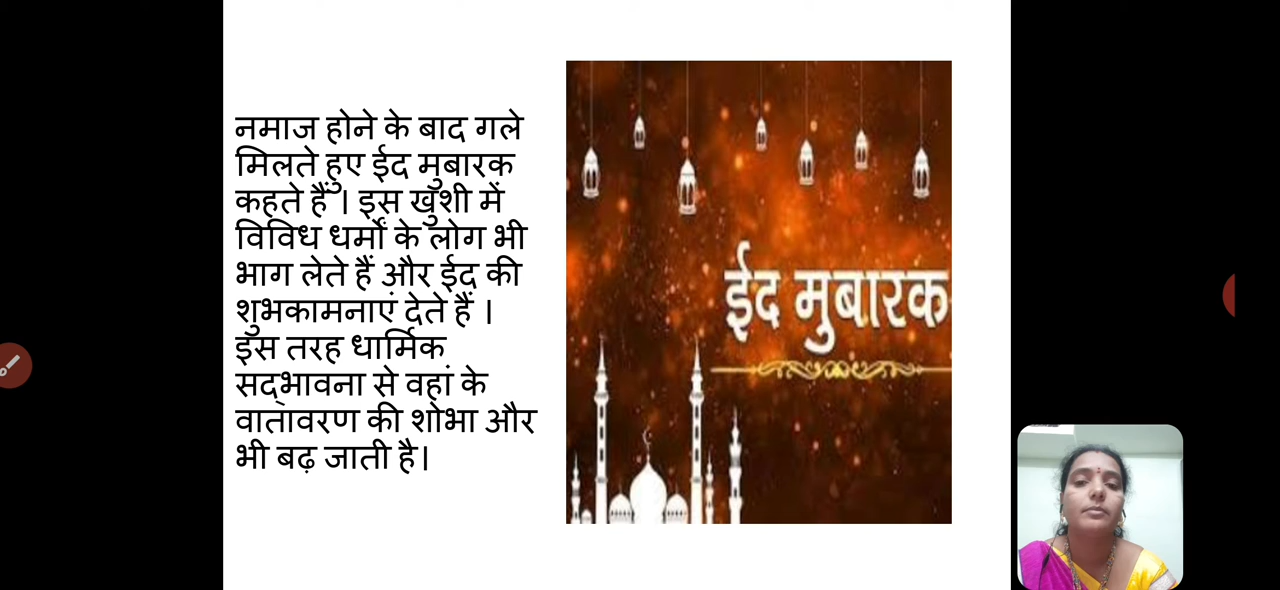 नमाज होने के बाद गले
मिलते हुए ईद मुबारक
कहते हैं । इस खुशी में
विविध धर्मों के लोग भी
भाग लेते हैं और ईद की
शुभकामनाएं देते हैं ।
इस तरह धार्मिक
सद्भावना से वहां के
वातावरण की शोभा और
भी बढ़ जाती है।
ईद मुबारक